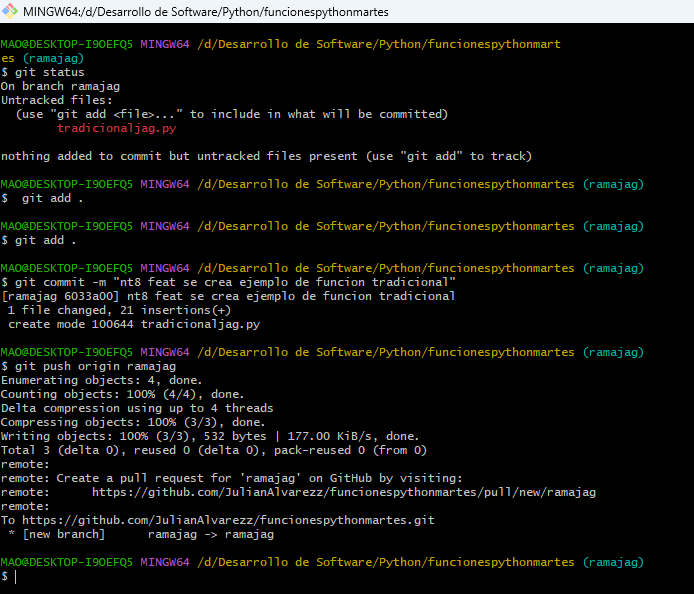 MINGW64:/d/Desarrollo de Software/Python/funcionespythonmartes
MAO@DESKTOP-I9OEFQ5 MINGW64 /d/Desarrollo de Software/Python/funcionespythonmart
es (ramajag)
$ git status
On branch ramajag
Untracked files:
  (use "git add <file>..." to include in what will be committed)
        tradicionaljag.py

nothing added to commit but untracked files present (use "git add" to track)

MAO@DESKTOP-I9OEFQ5 MINGW64 /d/Desarrollo de Software/Python/funcionespythonmartes (ramajag)
$  git add .

MAO@DESKTOP-I9OEFQ5 MINGW64 /d/Desarrollo de Software/Python/funcionespythonmartes (ramajag)
$ git add .

MAO@DESKTOP-I9OEFQ5 MINGW64 /d/Desarrollo de Software/Python/funcionespythonmartes (ramajag)
$ git commit -m "nt8 feat se crea ejemplo de funcion tradicional"
[ramajag 6033a00] nt8 feat se crea ejemplo de funcion tradicional
 1 file changed, 21 insertions(+)
 create mode 100644 tradicionaljag.py

MAO@DESKTOP-I9OEFQ5 MINGW64 /d/Desarrollo de Software/Python/funcionespythonmartes (ramajag)
$ git push origin ramajag
Enumerating objects: 4, done.
Counting objects: 100% (4/4), done.
Delta compression using up to 4 threads
Compressing objects: 100% (3/3), done.
Writing objects: 100% (3/3), 532 bytes | 177.00 KiB/s, done.
Total 3 (delta 0), reused 0 (delta 0), pack-reused 0 (from 0)
remote:
remote: Create a pull request for 'ramajag' on GitHub by visiting:
remote:      https://github.com/JulianAlvarezz/funcionespythonmartes/pull/new/ramajag
remote:
To https://github.com/JulianAlvarezz/funcionespythonmartes.git
 * [new branch]      ramajag -> ramajag

MAO@DESKTOP-I9OEFQ5 MINGW64 /d/Desarrollo de Software/Python/funcionespythonmartes (ramajag)
$